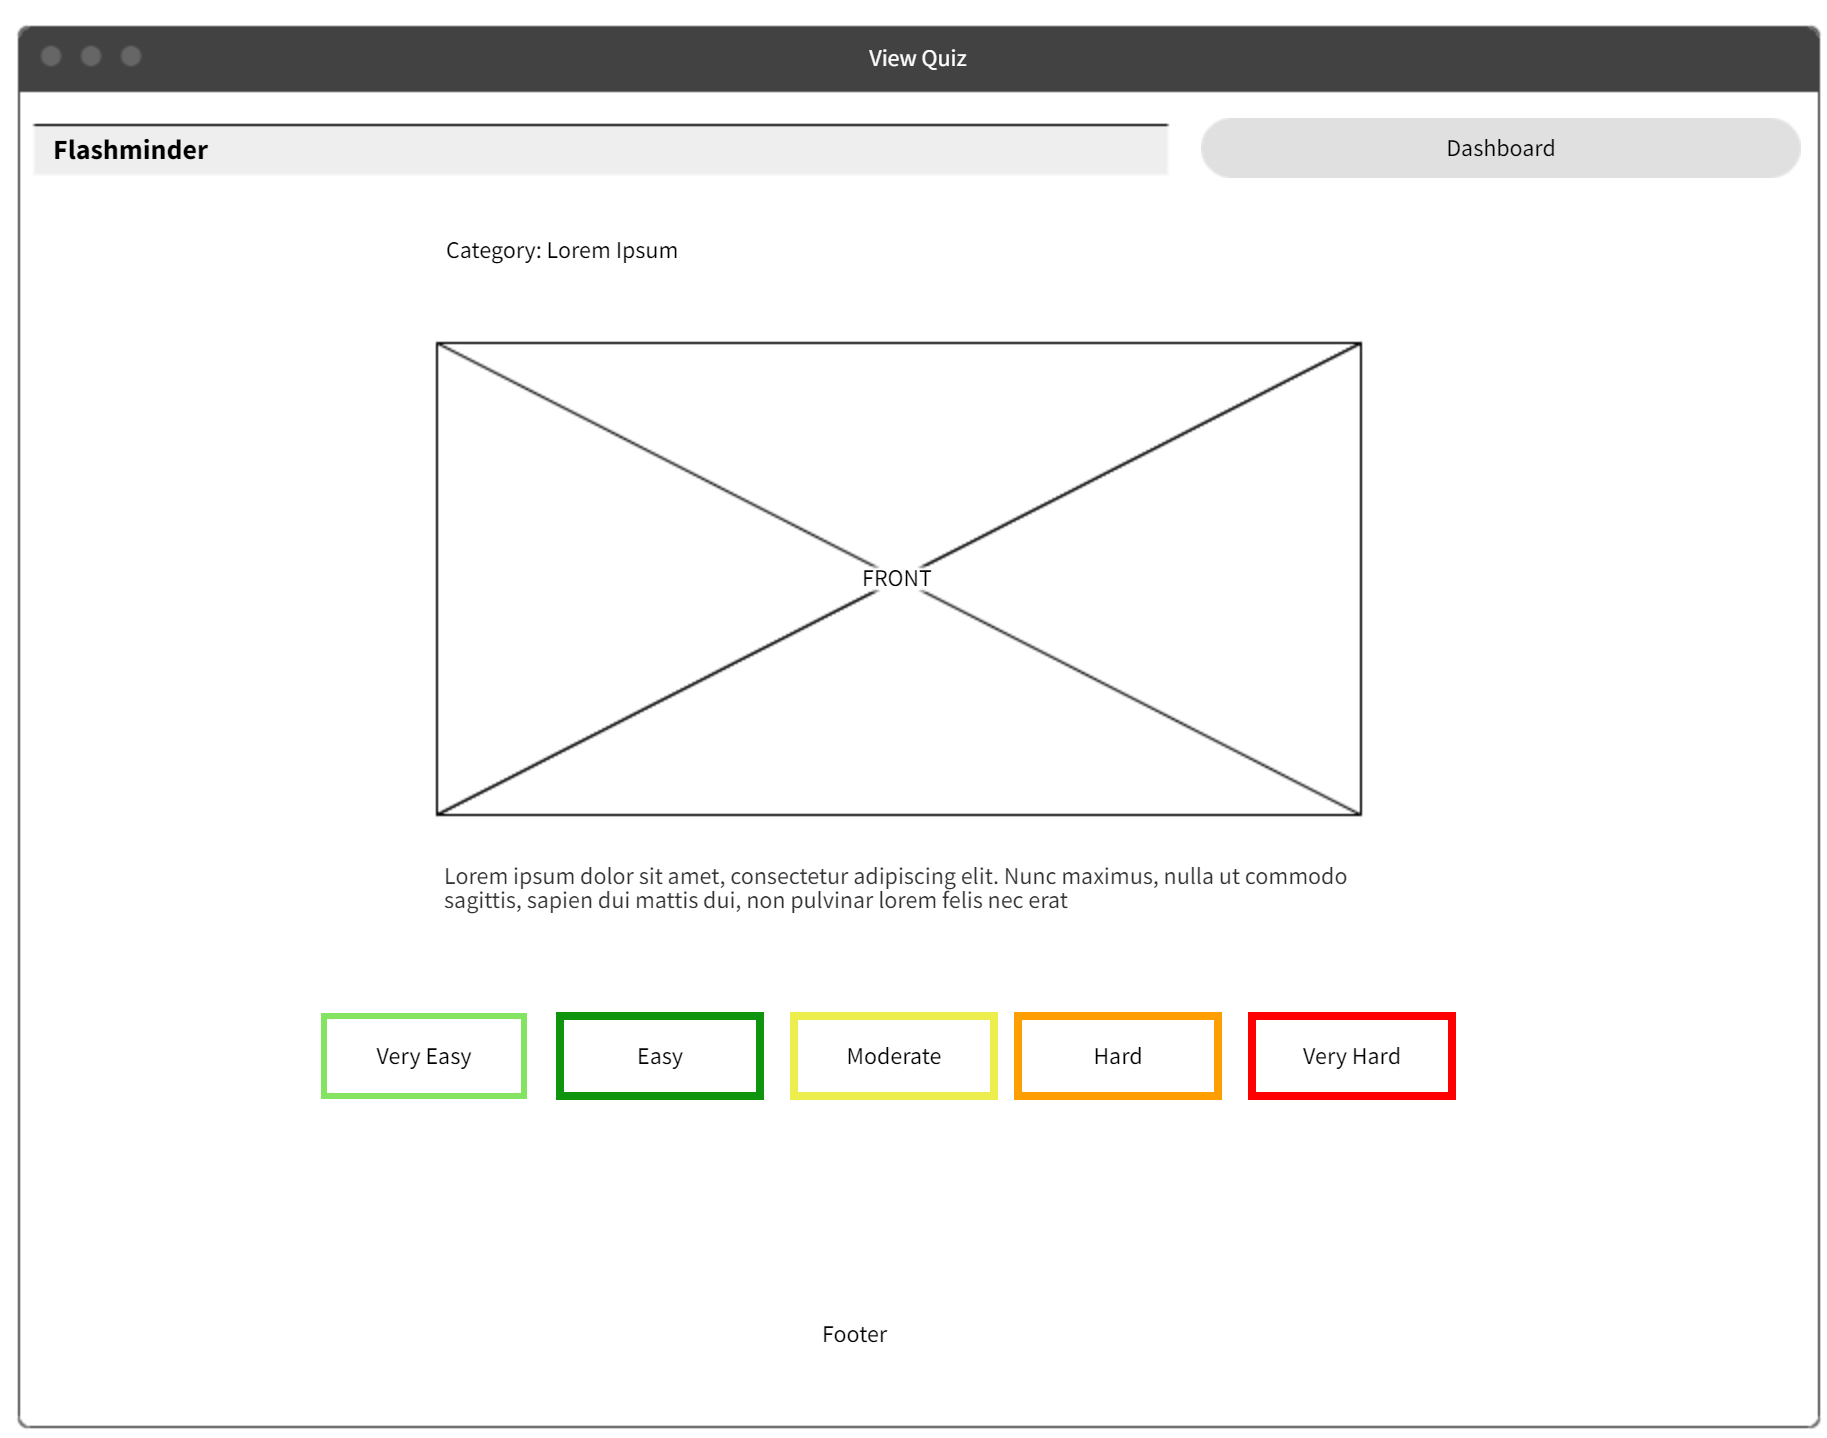 View Quiz
Flashminder
Dashboard
Category: Lorem Ipsum
FRONT
Lorem ipsum dolor sit amet, consectetur adipiscing elit. Nunc maximus, nulla ut commodo
sagittis, sapien dui mattis dui, non pulvinar lorem felis nec erat
Very Easy
Easy
Moderate
Hard
Very Hard
Footer